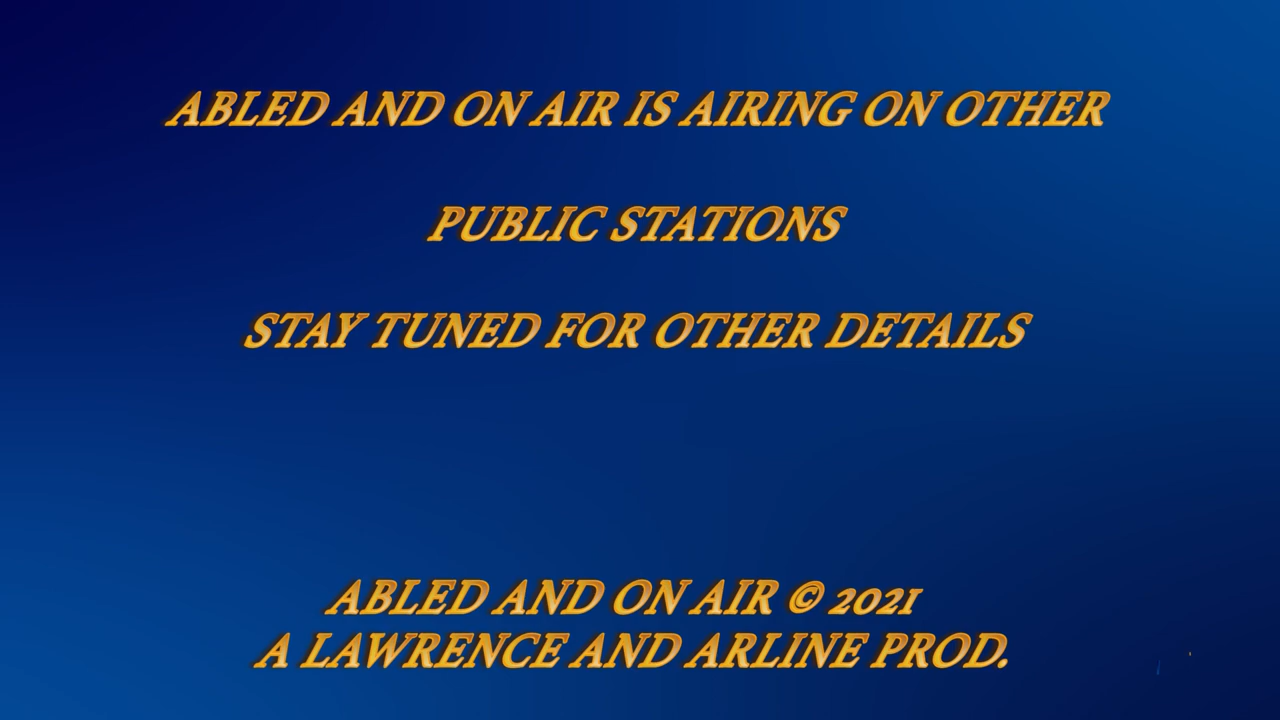 ABLED AND ON AIR IS AIRING ON OTHER
PUBLIC STATIONS
STAY TUNED FOR OTHER DETAILS
ABLED AND ON AIR © 2021
A LAWRENCE AND ARLINE PROD.